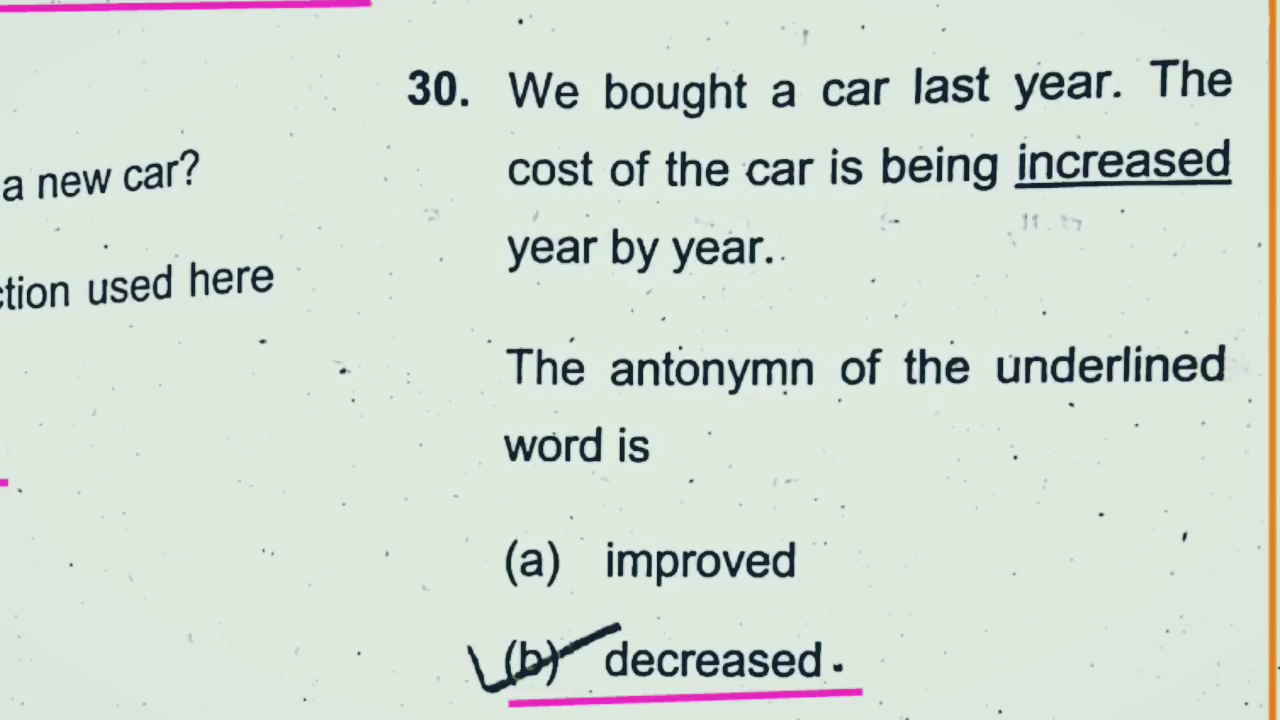 a new car?
ction used here
30. We bought a car last year. The
cost of the car is being increased
year by year.
The antonymn of the underlined
word is
(a) improved
(b) decreased.